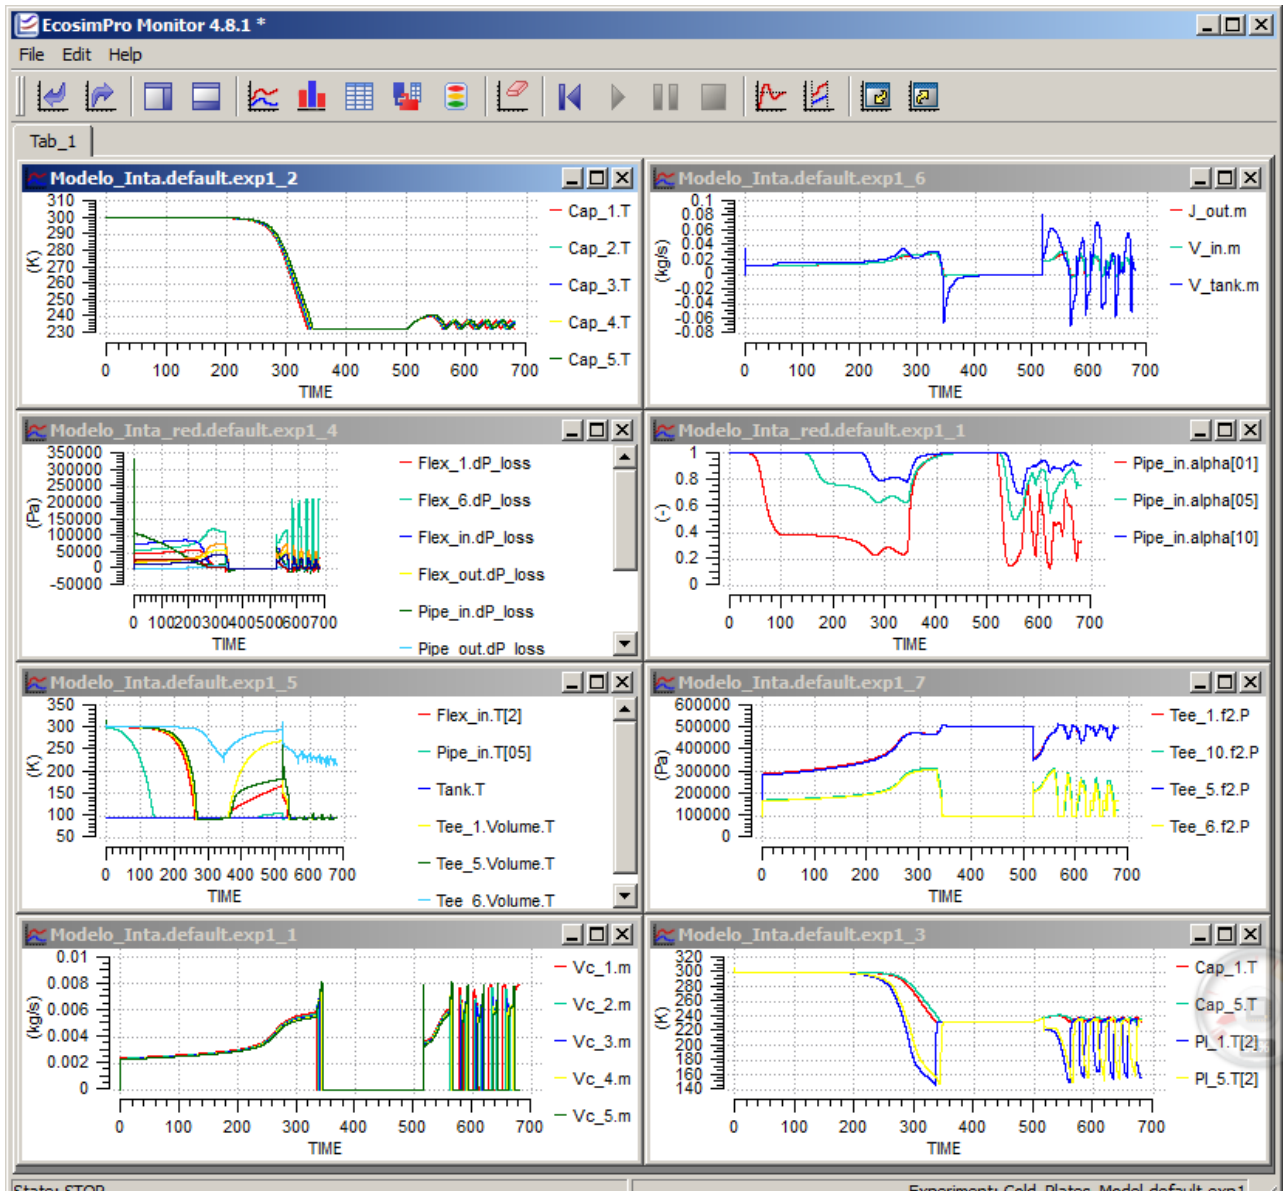 EcosimPro Monitor 4.8.1 *
File Edit Help
Tab_1
Modelo_Inta.default.exp1_2
310
300
290
280
270
260
250
240
230
(K)
0 100 200 300 400 500 600 700
TIME
Cap_1.T
Cap_2.T
Cap_3.T
Cap_4.T
Cap_5.T
Modelo_Inta.default.exp1_6
0.1
0.08
0.06
0.04
0.02
0
-0.02
-0.04
-0.06
-0.08
(kg/s)
0 100 200 300 400 500 600 700
TIME
J_out.m
V_in.m
V_tank.m
Modelo_Inta_red.default.exp1_4
350000
300000
250000
200000
150000
100000
50000
0
-50000
(Pa)
0 100200300400500600700
TIME
Flex_1.dP_loss
Flex_6.dP_loss
Flex_in.dP_loss
Flex_out.dP_loss
Pipe_in.dP_loss
Pipe_out.dP_loss
Modelo_Inta_red.default.exp1_1
1
0.8
0.6
0.4
0.2
0
(-)
0 100 200 300 400 500 600 700
TIME
Pipe_in.alpha[01]
Pipe_in.alpha[05]
Pipe_in.alpha[10]
Modelo_Inta.default.exp1_5
350
300
250
200
150
100
50
(K)
0 100 200 300 400 500 600 700
TIME
Flex_in.T[2]
Pipe_in.T[05]
Tank.T
Tee_1.Volume.T
Tee_5.Volume.T
Tee_6.Volume.T
Modelo_Inta.default.exp1_7
600000
500000
400000
300000
200000
100000
0
(Pa)
0 100 200 300 400 500 600 700
TIME
Tee_1.f2.P
Tee_10.f2.P
Tee_5.f2.P
Tee_6.f2.P
Modelo_Inta.default.exp1_1
0.01
0.008
0.006
0.004
0.002
0
(kg/s)
0 100 200 300 400 500 600 700
TIME
Vc_1.m
Vc_2.m
Vc_3.m
Vc_4.m
Vc_5.m
Modelo_Inta.default.exp1_3
320
300
280
260
240
220
200
180
160
140
(K)
0 100 200 300 400 500 600 700
TIME
Cap_1.T
Cap_5.T
Pl_1.T[2]
Pl_5.T[2]
State: STOP
Experiment: Cold_Plates_Model.default.exp1